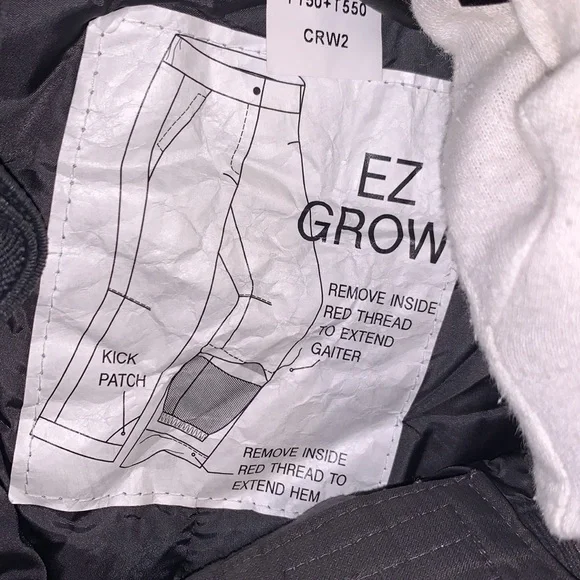 CRW2
EZ
GROW
REMOVE INSIDE
RED THREAD
TO EXTEND
GAITER
KICK
PATCH
REMOVE INSIDE
RED THREAD TO
EXTEND HEM